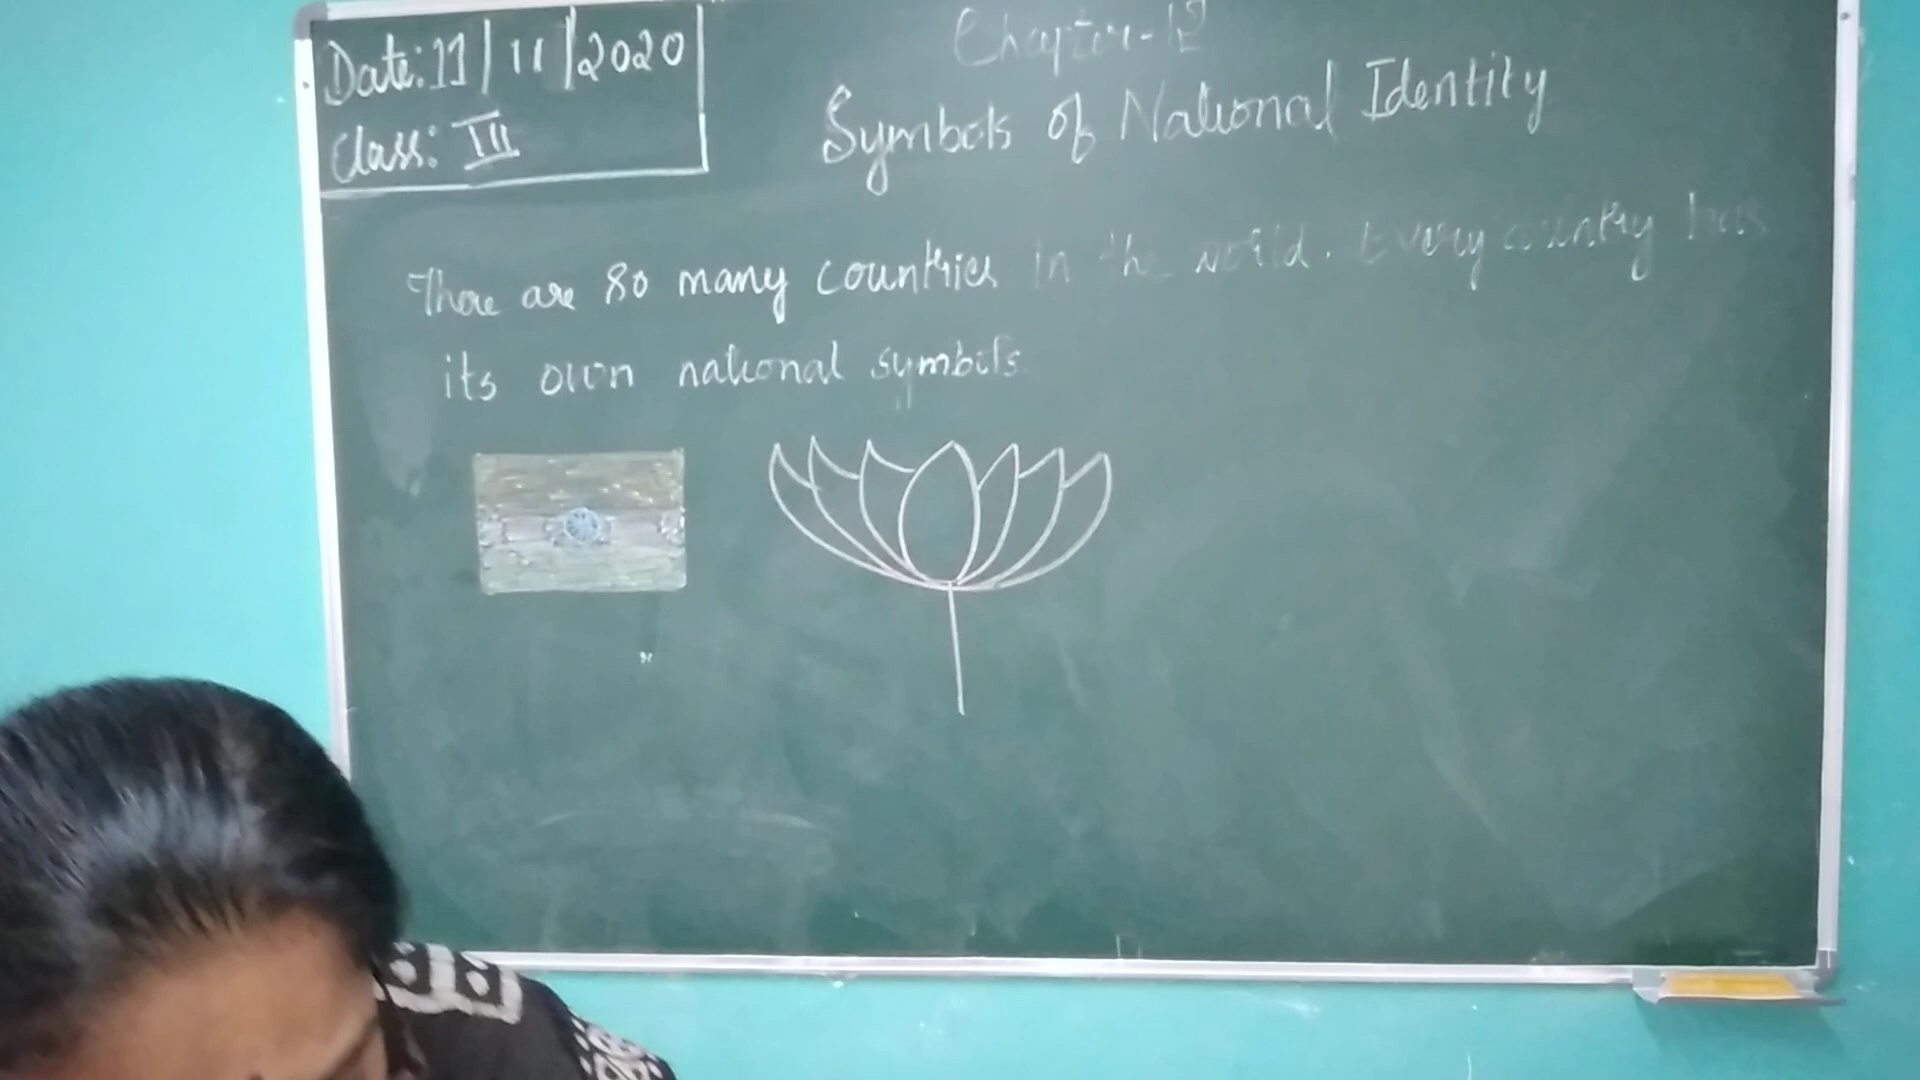 Date: 11/11/2020
Class: III
Chapter-12
Symbols of National Identity
There are so many countries in the world. Every country has
its own national symbols.